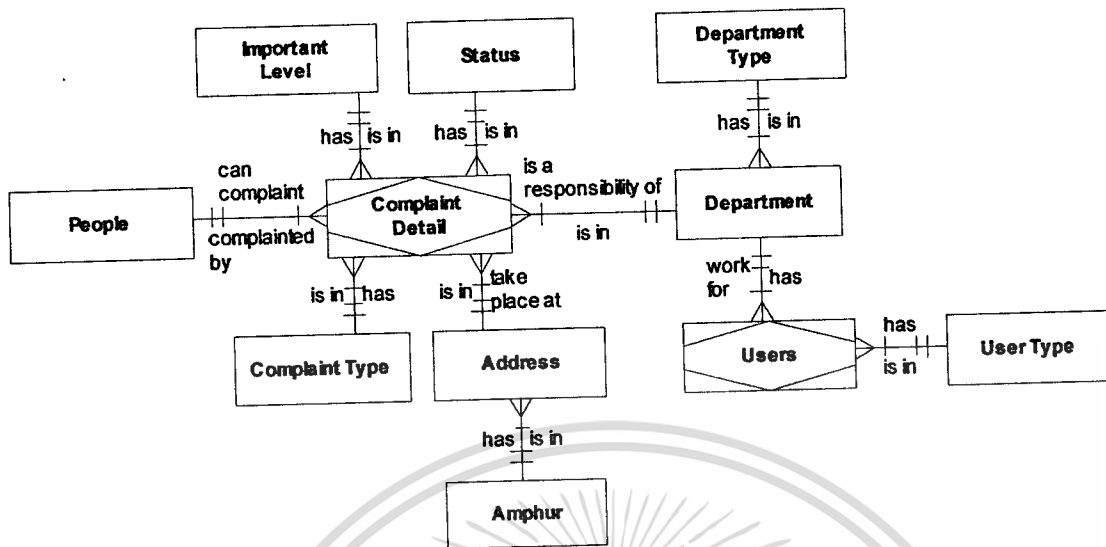 Important
Level
Status
Department
Type
has is in
has is in
has is in
can
complaint
is a
responsibility of
People
Complaint
Detail
Department
complainted
by
is in
work
for
has
is in has
is in
take
place at
Complaint Type
Address
Users
has
is in
User Type
has is in
Amphur